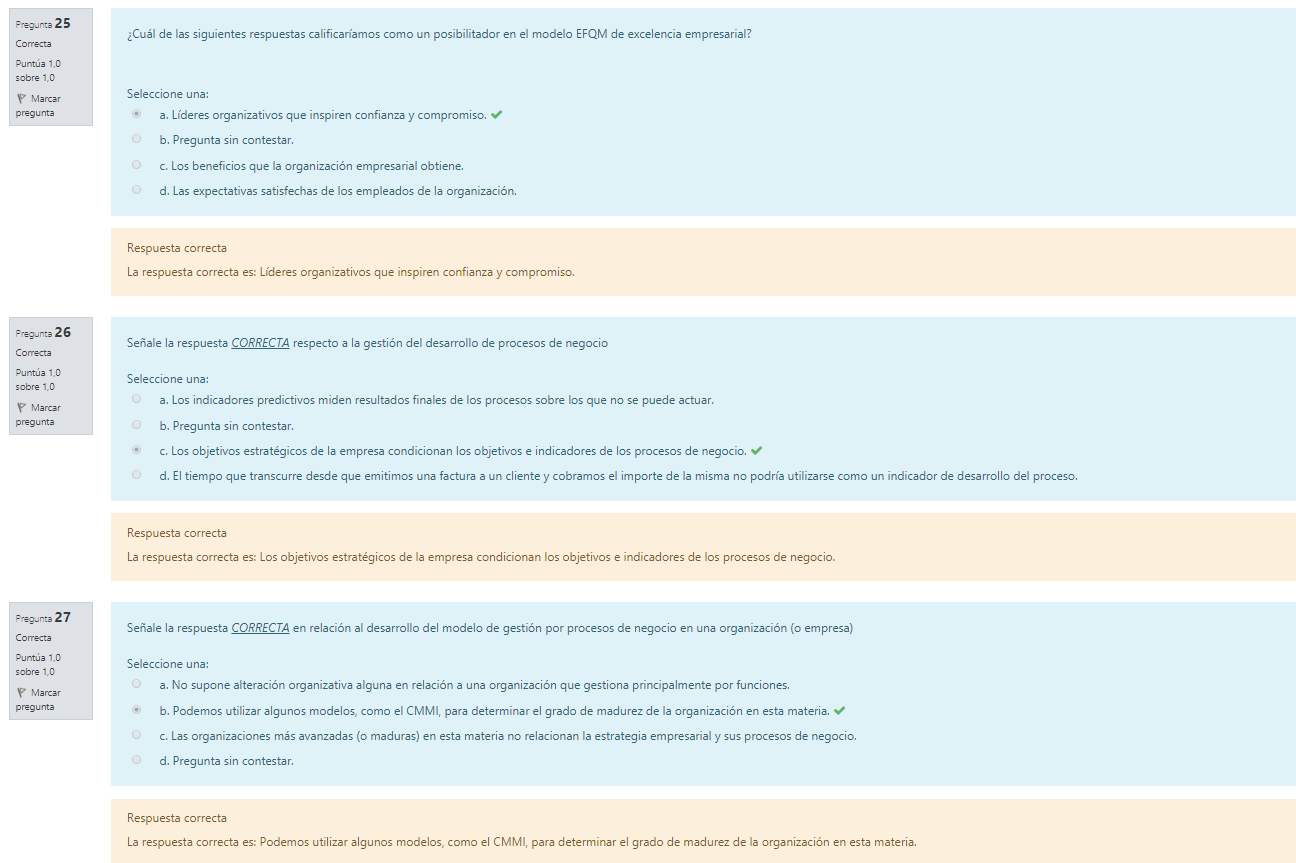 Pregunta 25
Correcta
Puntúa 1,0
sobre 1,0
Marcar
pregunta
¿Cuál de las siguientes respuestas calificaríamos como un posibilitador en el modelo EFQM de excelencia empresarial?
Seleccione una:
a. Líderes organizativos que inspiren confianza y compromiso.
b. Pregunta sin contestar.
c. Los beneficios que la organización empresarial obtiene.
d. Las expectativas satisfechas de los empleados de la organización.
Respuesta correcta
La respuesta correcta es: Líderes organizativos que inspiren confianza y compromiso.
Pregunta 26
Correcta
Puntúa 1,0
sobre 1,0
Marcar
pregunta
Señale la respuesta CORRECTA respecto a la gestión del desarrollo de procesos de negocio
Seleccione una:
a. Los indicadores predictivos miden resultados finales de los procesos sobre los que no se puede actuar.
b. Pregunta sin contestar.
c. Los objetivos estratégicos de la empresa condicionan los objetivos e indicadores de los procesos de negocio.
d. El tiempo que transcurre desde que emitimos una factura a un cliente y cobramos el importe de la misma no podría utilizarse como un indicador de desarrollo del proceso.
Respuesta correcta
La respuesta correcta es: Los objetivos estratégicos de la empresa condicionan los objetivos e indicadores de los procesos de negocio.
Pregunta 27
Correcta
Puntúa 1,0
sobre 1,0
Marcar
pregunta
Señale la respuesta CORRECTA en relación al desarrollo del modelo de gestión por procesos de negocio en una organización (o empresa)
Seleccione una:
a. No supone alteración organizativa alguna en relación a una organización que gestiona principalmente por funciones.
b. Podemos utilizar algunos modelos, como el CMMI, para determinar el grado de madurez de la organización en esta materia.
c. Las organizaciones más avanzadas (o maduras) en esta materia no relacionan la estrategia empresarial y sus procesos de negocio.
d. Pregunta sin contestar.
Respuesta correcta
La respuesta correcta es: Podemos utilizar algunos modelos, como el CMMI, para determinar el grado de madurez de la organización en esta materia.